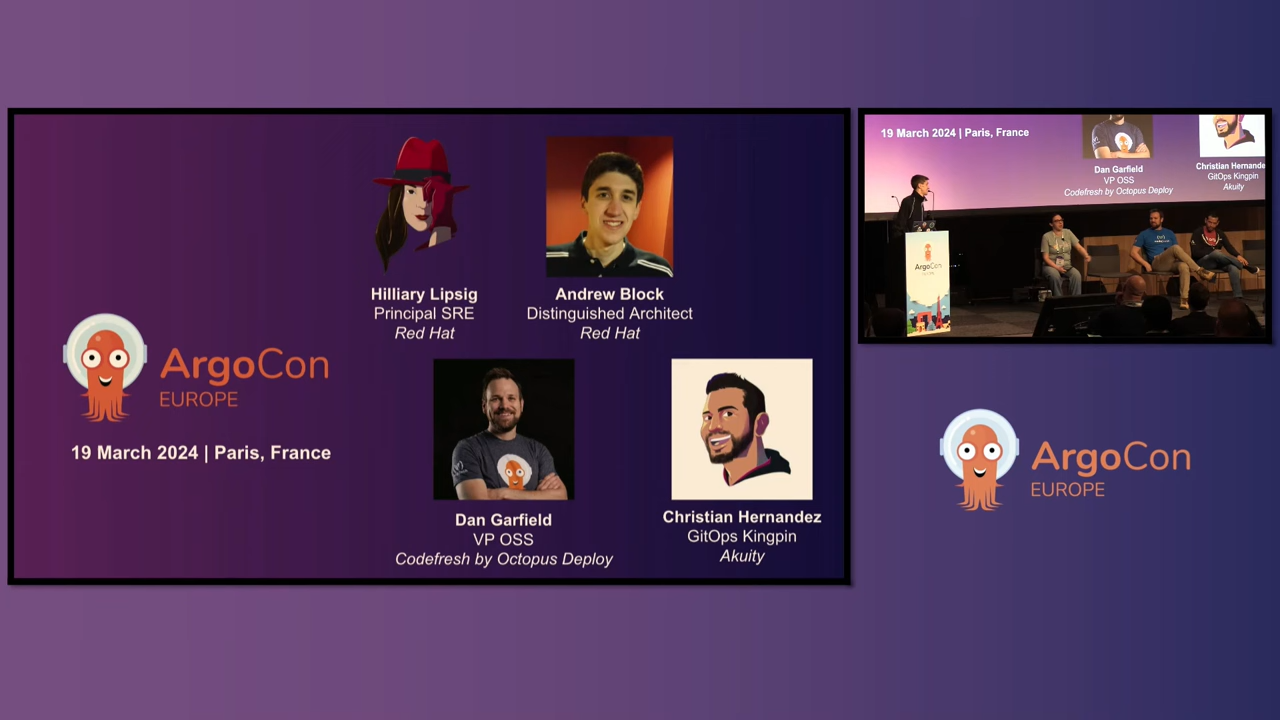 Hilliary Lipsig
Principal SRE
Red Hat
Andrew Block
Distinguished Architect
Red Hat
ArgoCon
EUROPE
19 March 2024 | Paris, France
Dan Garfield
VP OSS
Codefresh by Octopus Deploy
Christian Hernandez
GitOps Kingpin
Akuity
19 March 2024 | Paris, France
Dan Garfield
VP OSS
Codefresh by Octopus Deploy
Christian Hernande
GitOps Kingpin
Akuity
ArgoCon
ArgoCon
EUROPE